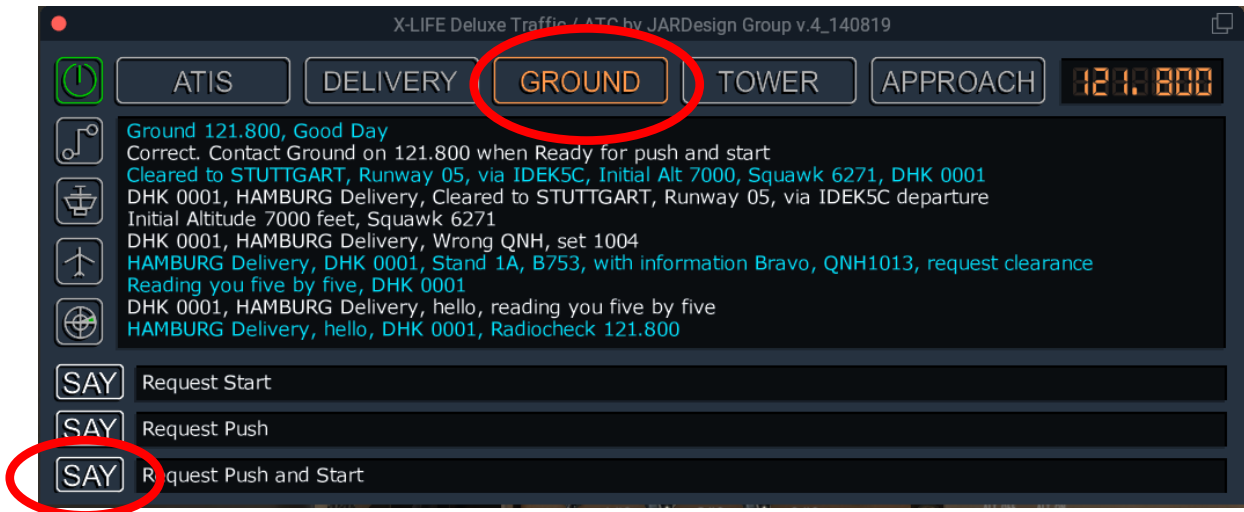 X-LIFE Deluxe Traffic / ATC by JARDesign Group v.4_140819
ATIS DELIVERY GROUND TOWER APPROACH 121.800
Ground 121.800, Good Day
Correct. Contact Ground on 121.800 when Ready for push and start
Cleared to STUTTGART, Runway 05, via IDEK5C, Initial Alt 7000, Squawk 6271, DHK 0001
DHK 0001, HAMBURG Delivery, Cleared to STUTTGART, Runway 05, via IDEK5C departure
Initial Altitude 7000 feet, Squawk 6271
DHK 0001, HAMBURG Delivery, Wrong QNH, set 1004
HAMBURG Delivery, DHK 0001, Stand 1A, B753, with information Bravo, QNH1013, request clearance
Reading you five by five, DHK 0001
DHK 0001, HAMBURG Delivery, hello, reading you five by five
HAMBURG Delivery, hello, DHK 0001, Radiocheck 121.800
SAY Request Start
SAY Request Push
SAY Request Push and Start